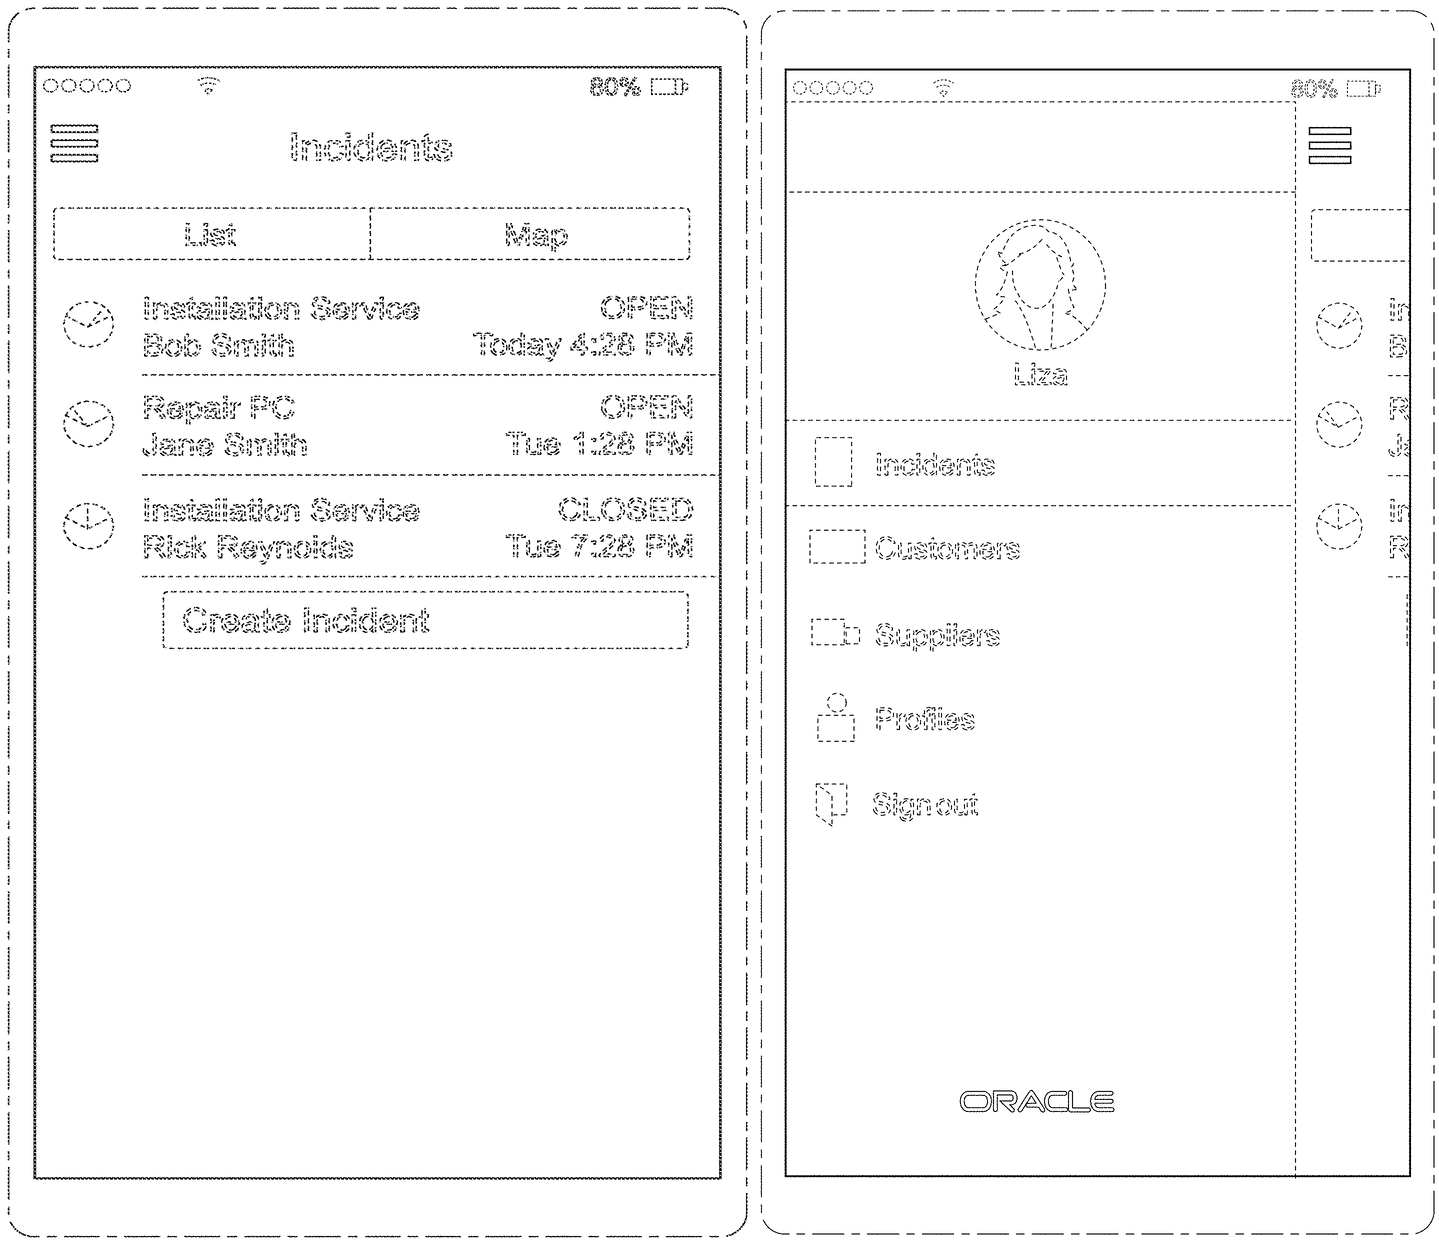 80%
Incidents
List Map
Installation Service OPEN
Bob Smith Today 4:28 PM
Repair PC OPEN
Jane Smith Tue 1:28 PM
Installation Service CLOSED
Rick Reynolds Tue 7:28 PM
Create Incident
80%
Liza
Incidents
Customers
Suppliers
Profiles
Sign out
ORACLE
In
B
R
Ja
In
R